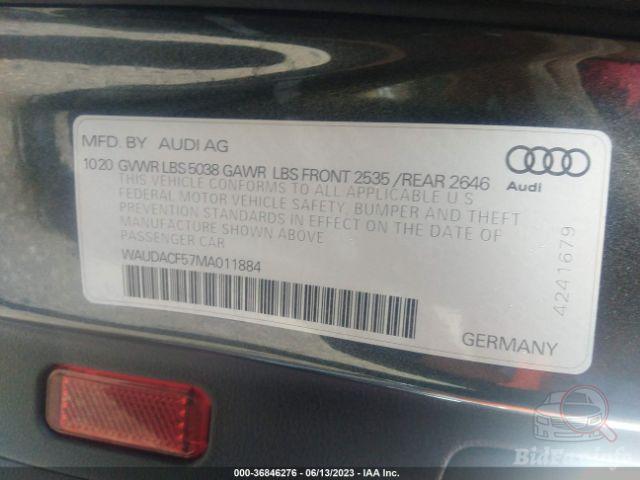 MFD. BY AUDI AG
1020 GVWR LBS 5038 GAWR LBS FRONT 2535 /REAR 2646
THIS VEHICLE CONFORMS TO ALL APPLICABLE U S
FEDERAL MOTOR VEHICLE SAFETY, BUMPER AND THEFT
PREVENTION STANDARDS IN EFFECT ON THE DATE OF
MANUFACTURE SHOWN ABOVE
PASSENGER CAR
WAUDACF57MA011884
Audi
4241679
GERMANY
BidFax.info
000-36846276 - 06/13/2023 - IAA Inc.